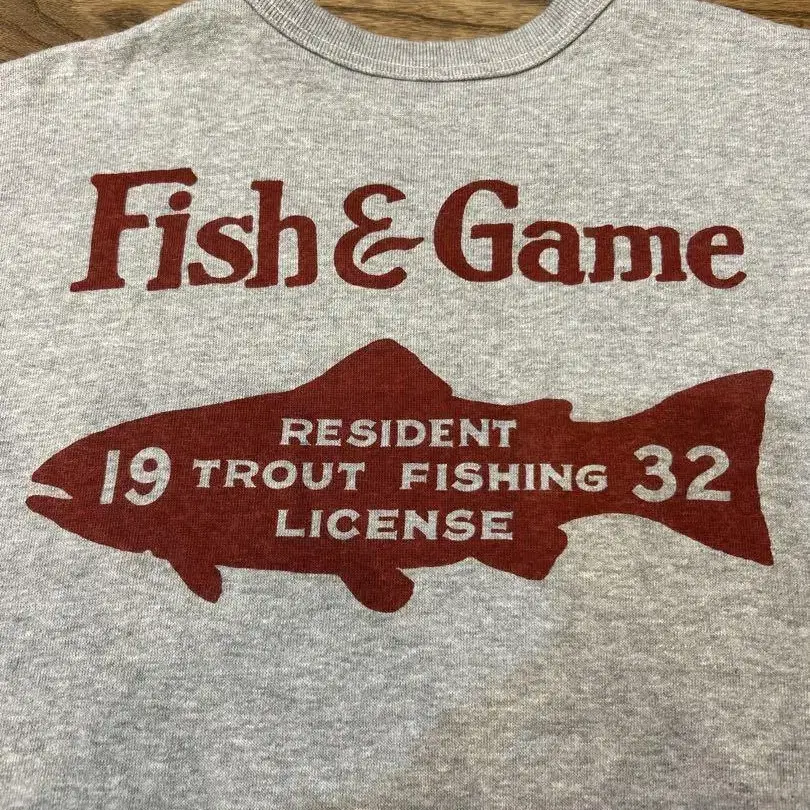 Fish & Game
RESIDENT
19 TROUT FISHING 32
LICENSE